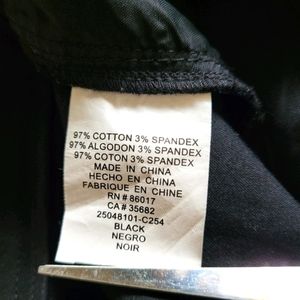 97% COTTON 3% SPANDEX
97% ALGODON 3% SPANDEX
97% COTON 3% SPANDEX
MADE IN CHINA
HECHO EN CHINA
FABRIQUE EN CHINE
RN # 86017
CA # 35682
25048101-C254
BLACK
NEGRO
NOIR